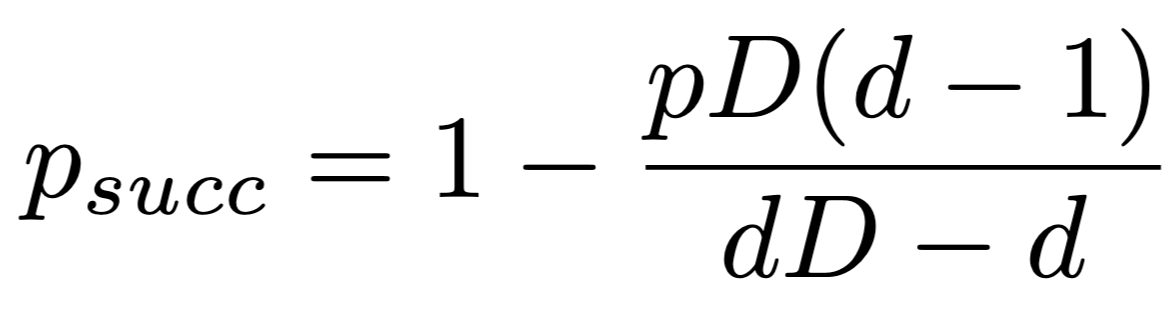 p_{succ} = 1 - \frac{pD(d-1)}{dD-d}